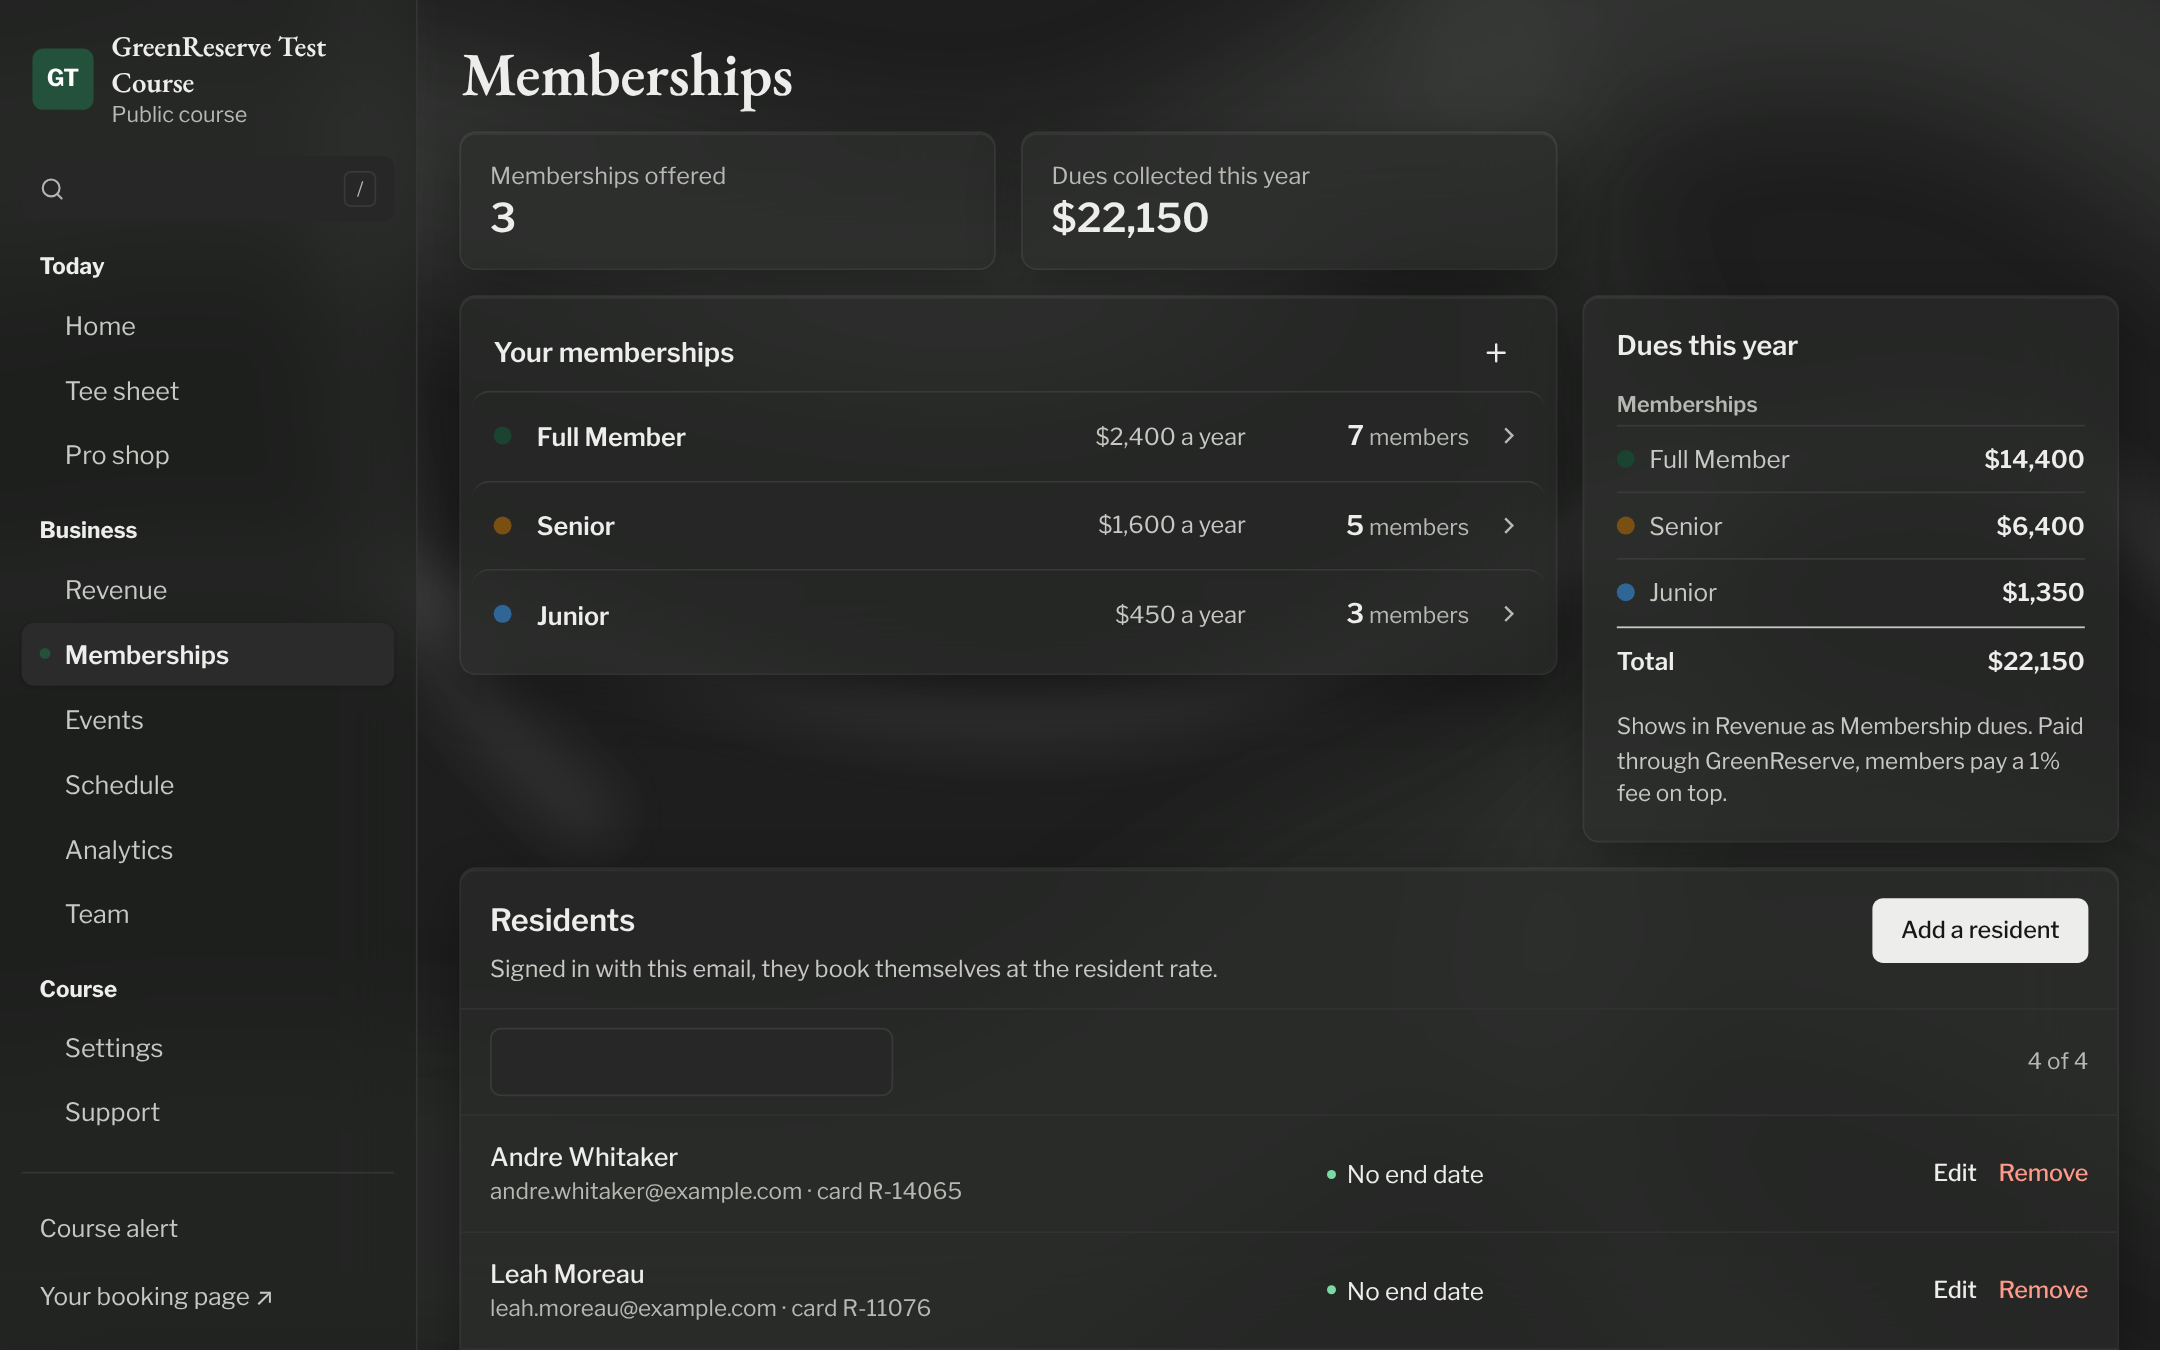 GT
GreenReserve Test
Course
Public course
/
Today
Home
Tee sheet
Pro shop
Business
Revenue
Memberships
Events
Schedule
Analytics
Team
Course
Settings
Support
Course alert
Your booking page ↗
Memberships
Memberships offered
3
Dues collected this year
$22,150
Your memberships
Full Member $2,400 a year 7 members
Senior $1,600 a year 5 members
Junior $450 a year 3 members
Dues this year
Memberships
Full Member $14,400
Senior $6,400
Junior $1,350
Total $22,150
Shows in Revenue as Membership dues. Paid
through GreenReserve, members pay a 1%
fee on top.
Residents
Signed in with this email, they book themselves at the resident rate.
Add a resident
4 of 4
Andre Whitaker
andre.whitaker@example.com · card R-14065
No end date
Edit Remove
Leah Moreau
leah.moreau@example.com · card R-11076
No end date
Edit Remove